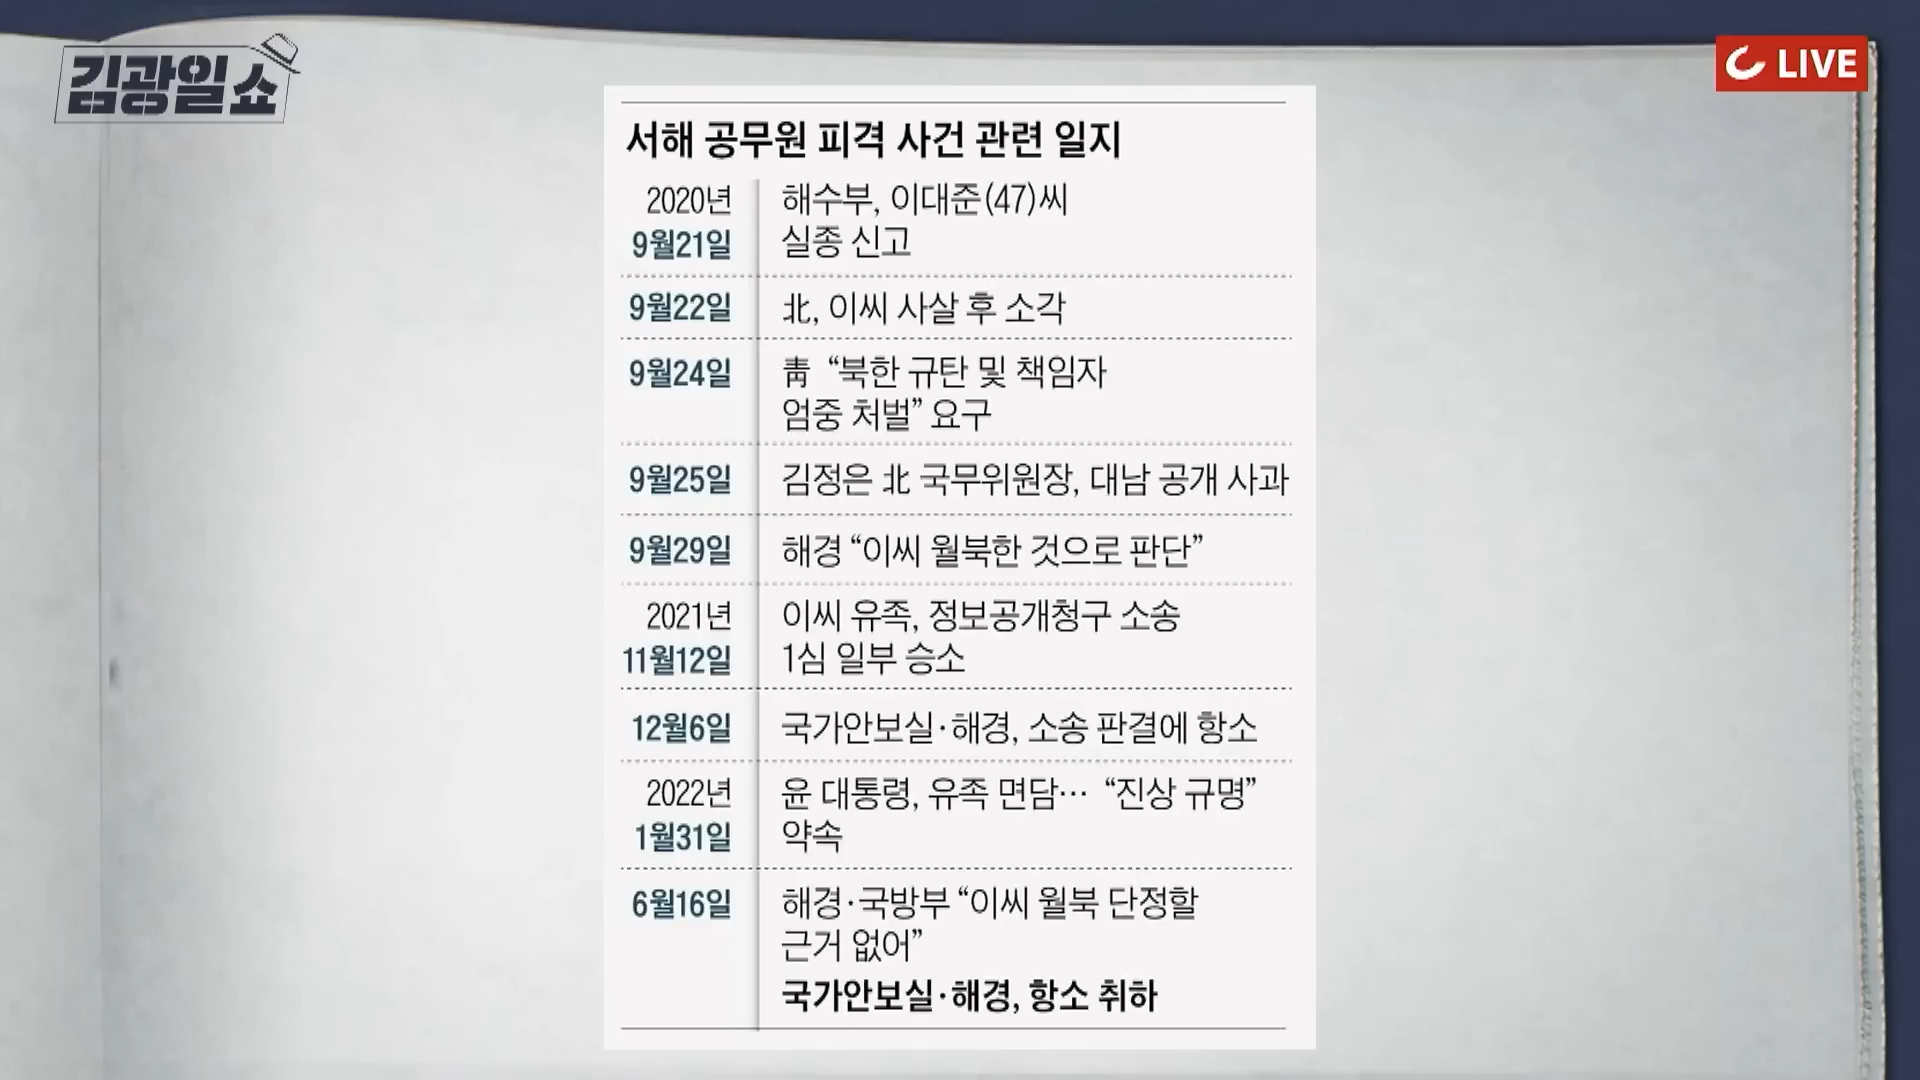 김광일쇼
LIVE
서해 공무원 피격 사건 관련 일지
2020년 해수부, 이대준(47)씨
9월21일 실종 신고
9월22일 北, 이씨 사살 후 소각
9월24일 靑 “북한 규탄 및 책임자
엄중 처벌” 요구
9월25일 김정은 北 국무위원장, 대남 공개 사과
9월29일 해경 “이씨 월북한 것으로 판단”
2021년 이씨 유족, 정보공개청구 소송
11월12일 1심 일부 승소
12월6일 국가안보실·해경, 소송 판결에 항소
2022년 윤 대통령, 유족 면담… “진상 규명”
1월31일 약속
6월16일 해경·국방부 “이씨 월북 단정할
근거 없어”
국가안보실·해경, 항소 취하